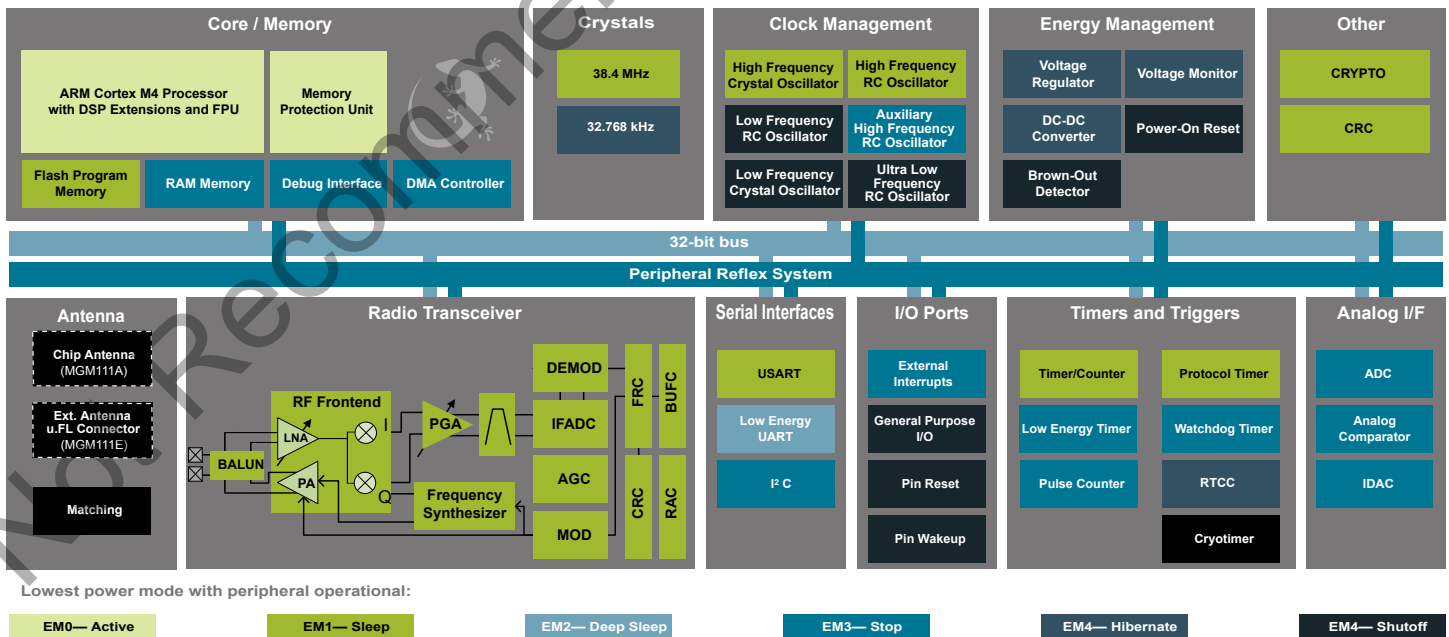 Core / Memory
ARM Cortex M4 Processor
with DSP Extensions and FPU
Memory
Protection Unit
Flash Program
Memory
RAM Memory
Debug Interface
DMA Controller
Crystals
38.4 MHz
32.768 kHz
Clock Management
High Frequency
Crystal Oscillator
High Frequency
RC Oscillator
Low Frequency
RC Oscillator
Auxiliary
High Frequency
RC Oscillator
Low Frequency
Crystal Oscillator
Ultra Low
Frequency
RC Oscillator
Energy Management
Voltage
Regulator
Voltage Monitor
DC-DC
Converter
Power-On Reset
Brown-Out
Detector
Other
CRYPTO
CRC
32-bit bus
Peripheral Reflex System
Antenna
Chip Antenna
(MGM111A)
Ext. Antenna
u.FL Connector
(MGM111E)
Matching
Radio Transceiver
RF Frontend
LNA
I
BALUN
PA
Q
PGA
Frequency
Synthesizer
DEMOD
IFADC
AGC
MOD
FRC
BUFC
CRC
RAC
Serial Interfaces
USART
Low Energy
UART
I² C
I/O Ports
External
Interrupts
General Purpose
I/O
Pin Reset
Pin Wakeup
Timers and Triggers
Timer/Counter
Protocol Timer
Low Energy Timer
Watchdog Timer
Pulse Counter
RTCC
Cryotimer
Analog I/F
ADC
Analog
Comparator
IDAC
Lowest power mode with peripheral operational:
EM0— Active
EM1— Sleep
EM2— Deep Sleep
EM3— Stop
EM4— Hibernate
EM4— Shutoff
Not Recomme